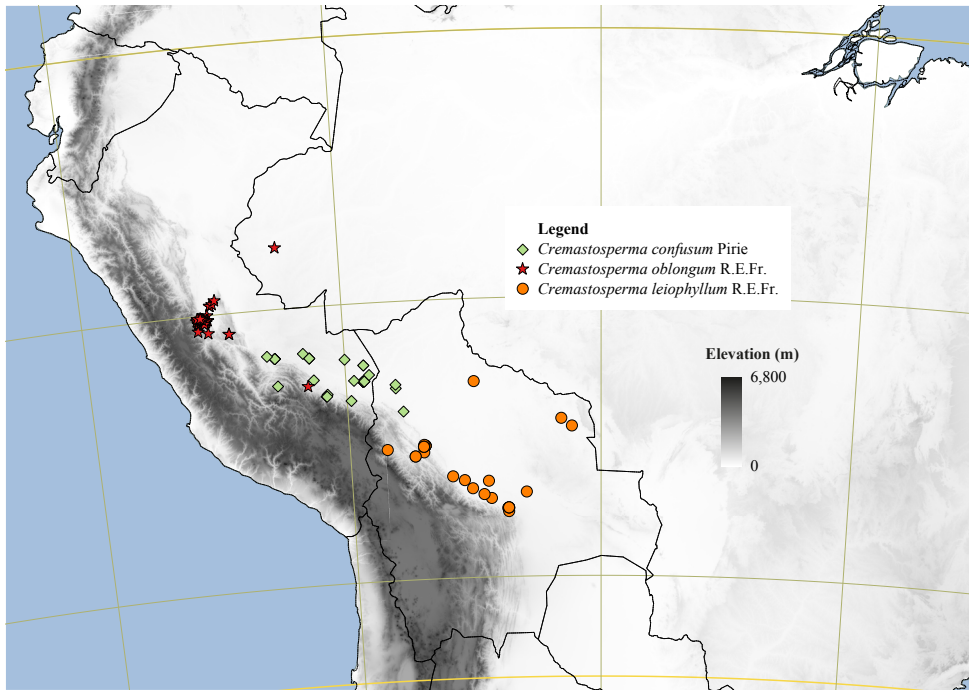 Legend
Cremastosperma confusum Pirie
Cremastosperma oblongum R.E.Fr.
Cremastosperma leiophyllum R.E.Fr.
Elevation (m)
6,800
0